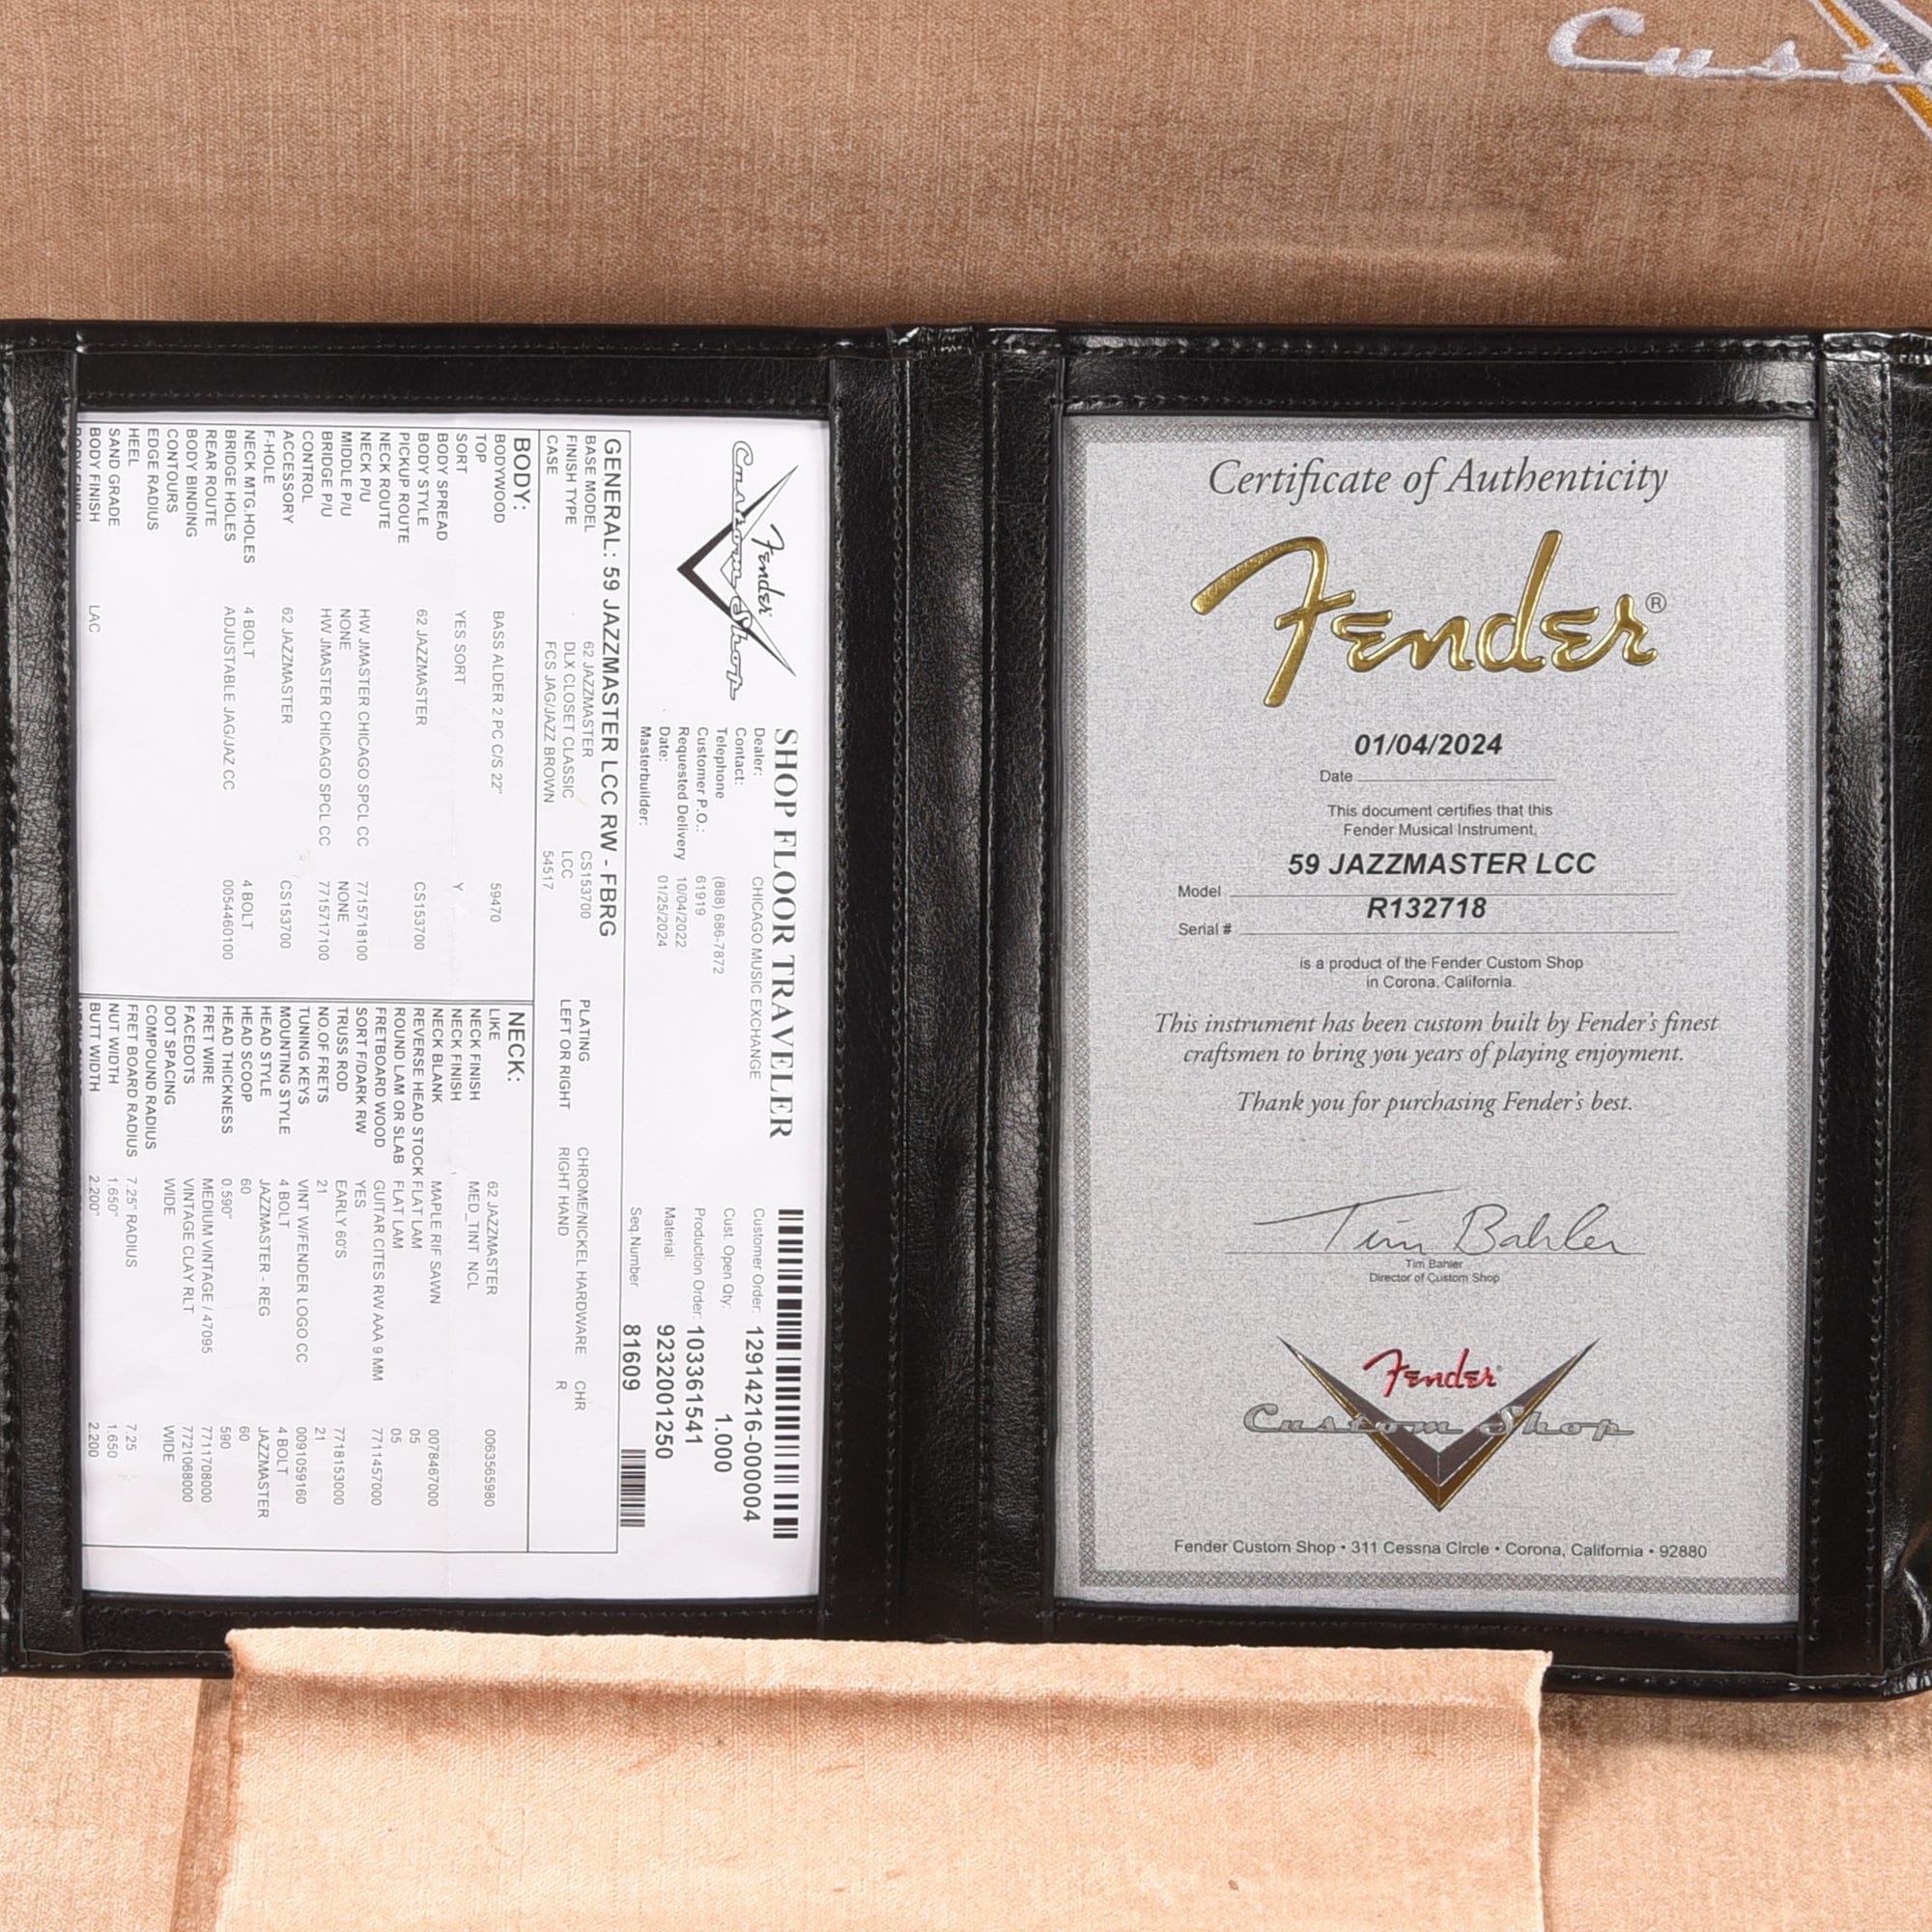 Custom
Fender
Custom Shop
SHOP FLOOR TRAVELER
Dealer: CHICAGO MUSIC EXCHANGE
Contact:
Telephone (888) 686-7872
Customer P.O.: 61919
Requested Delivery 10/04/2022
Date: 01/25/2024
Masterbuilder:
Customer Order: 12914216-000004
Cust. Open Qty: 1.000
Production Order: 103361541
Material: 9232001250
Seq.Number 81609
GENERAL: 59 JAZZMASTER LCC RW - FBRG
BASE MODEL 62 JAZZMASTER CS153700 PLATING CHROME/NICKEL HARDWARE CHR
FINISH TYPE DLX CLOSET CLASSIC LCC LEFT OR RIGHT RIGHT HAND R
CASE FCS JAG/JAZZ BROWN 54517
BODY:
BODYWOOD BASS ALDER 2 PC C/S 22" 59470
TOP
SORT YES SORT Y
BODY SPREAD
BODY STYLE 62 JAZZMASTER CS153700
PICKUP ROUTE
NECK ROUTE
NECK P/U HW JMASTER CHICAGO SPCL CC 7715718100
MIDDLE P/U NONE NONE
BRIDGE P/U HW JMASTER CHICAGO SPCL CC 7715717100
CONTROL
ACCESSORY 62 JAZZMASTER CS153700
F-HOLE
NECK MTG.HOLES 4 BOLT 4 BOLT
BRIDGE HOLES ADJUSTABLE JAG/JAZ CC 0054460100
REAR ROUTE
BODY BINDING
CONTOURS
EDGE RADIUS
HEEL
SAND GRADE
BODY FINISH LAC
NECK:
LIKE 62 JAZZMASTER 0063565980
NECK FINISH MED_TINT NCL
NECK FINISH
NECK BLANK MAPLE RIF SAWN 0078467000
REVERSE HEAD STOCK FLAT LAM 05
ROUND LAM OR SLAB FLAT LAM 05
FRETBOARD WOOD GUITAR CITES RW AAA 9 MM 7711457000
SORT F/DARK RW YES
TRUSS ROD EARLY 60'S 7718153000
NO.OF FRETS 21 21
TUNING KEYS VINT W/FENDER LOGO CC 0091059160
MOUNTING STYLE 4 BOLT 4 BOLT
HEAD STYLE JAZZMASTER - REG JAZZMASTER
HEAD SCOOP 60 60
HEAD THICKNESS 0.590" 590
FRET WIRE MEDIUM VINTAGE / 47095 7711708000
FACEDOTS VINTAGE CLAY RLT 7721068000
DOT SPACING WIDE WIDE
COMPOUND RADIUS
FRET BOARD RADIUS 7.25" RADIUS 7.25
NUT WIDTH 1.650" 1.650
BUTT WIDTH 2.200" 2.200
Certificate of Authenticity
Fender®
01/04/2024
Date
This document certifies that this
Fender Musical Instrument,
59 JAZZMASTER LCC
Model
R132718
Serial #
is a product of the Fender Custom Shop
in Corona, California.
This instrument has been custom built by Fender's finest
craftsmen to bring you years of playing enjoyment.
Thank you for purchasing Fender's best.
Tim Bahler
Tim Bahler
Director of Custom Shop
Fender®
Custom Shop
Fender Custom Shop • 311 Cessna Circle • Corona, California • 92880